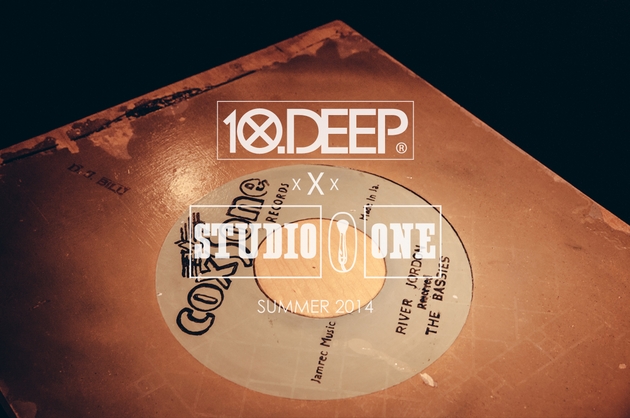 10.DEEP®
x X x
STUDIO ONE
SUMMER 2014
Coxsone
RECORDS
Made in Ja.
RIVER JORDON
THE BASSIES
Jamrec Music